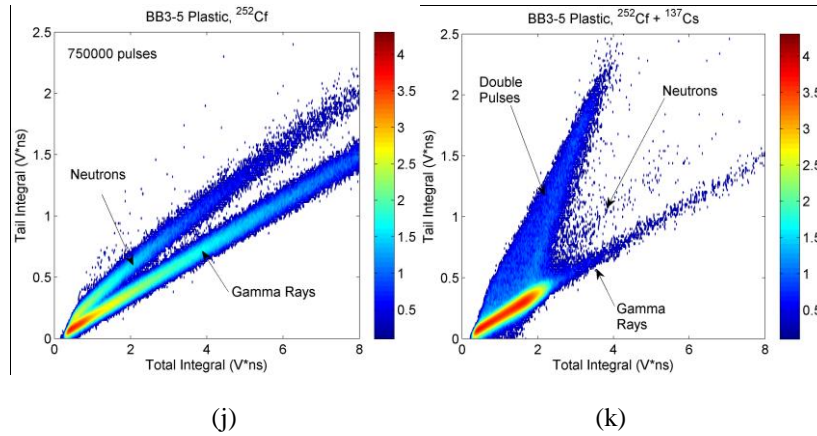 BB3-5 Plastic, ²⁵²Cf
2.5
2
1.5
1
0.5
0
750000 pulses
Neutrons
Gamma Rays
4
3.5
3
2.5
2
1.5
1
0.5
0
2
4
6
8
Total Integral (V*ns)
Tail Integral (V*ns)
(j)
BB3-5 Plastic, ²⁵²Cf + ¹³⁷Cs
2.5
2
1.5
1
0.5
0
Double
Pulses
Neutrons
Gamma
Rays
4
3.5
3
2.5
2
1.5
1
0.5
0
2
4
6
8
Total Integral (V*ns)
Tail Integral (V*ns)
(k)